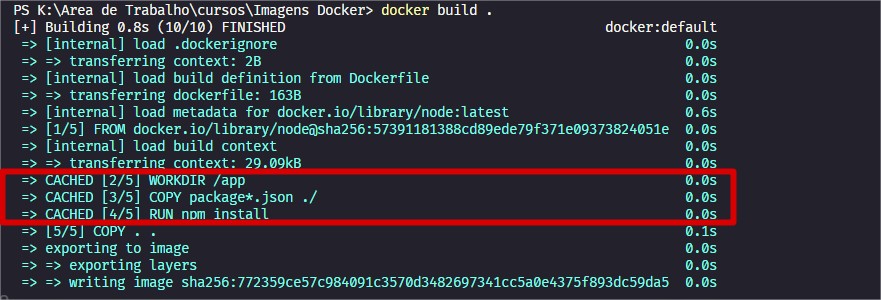 PS K:\Area de Trabalho\cursos\Imagens Docker> docker build .
[+] Building 0.8s (10/10) FINISHED docker:default
=> [internal] load .dockerignore 0.0s
=> => transferring context: 2B 0.0s
=> [internal] load build definition from Dockerfile 0.0s
=> => transferring dockerfile: 163B 0.0s
=> [internal] load metadata for docker.io/library/node:latest 0.6s
=> [1/5] FROM docker.io/library/node@sha256:57391181388cd89ede79f371e09373824051e 0.0s
=> [internal] load build context 0.0s
=> => transferring context: 29.09kB 0.0s
=> CACHED [2/5] WORKDIR /app 0.0s
=> CACHED [3/5] COPY package*.json ./ 0.0s
=> CACHED [4/5] RUN npm install 0.0s
=> [5/5] COPY . . 0.1s
=> exporting to image 0.0s
=> => exporting layers 0.0s
=> => writing image sha256:772359ce57c984091c3570d3482697341cc5a0e4375f893dc59da5 0.0s